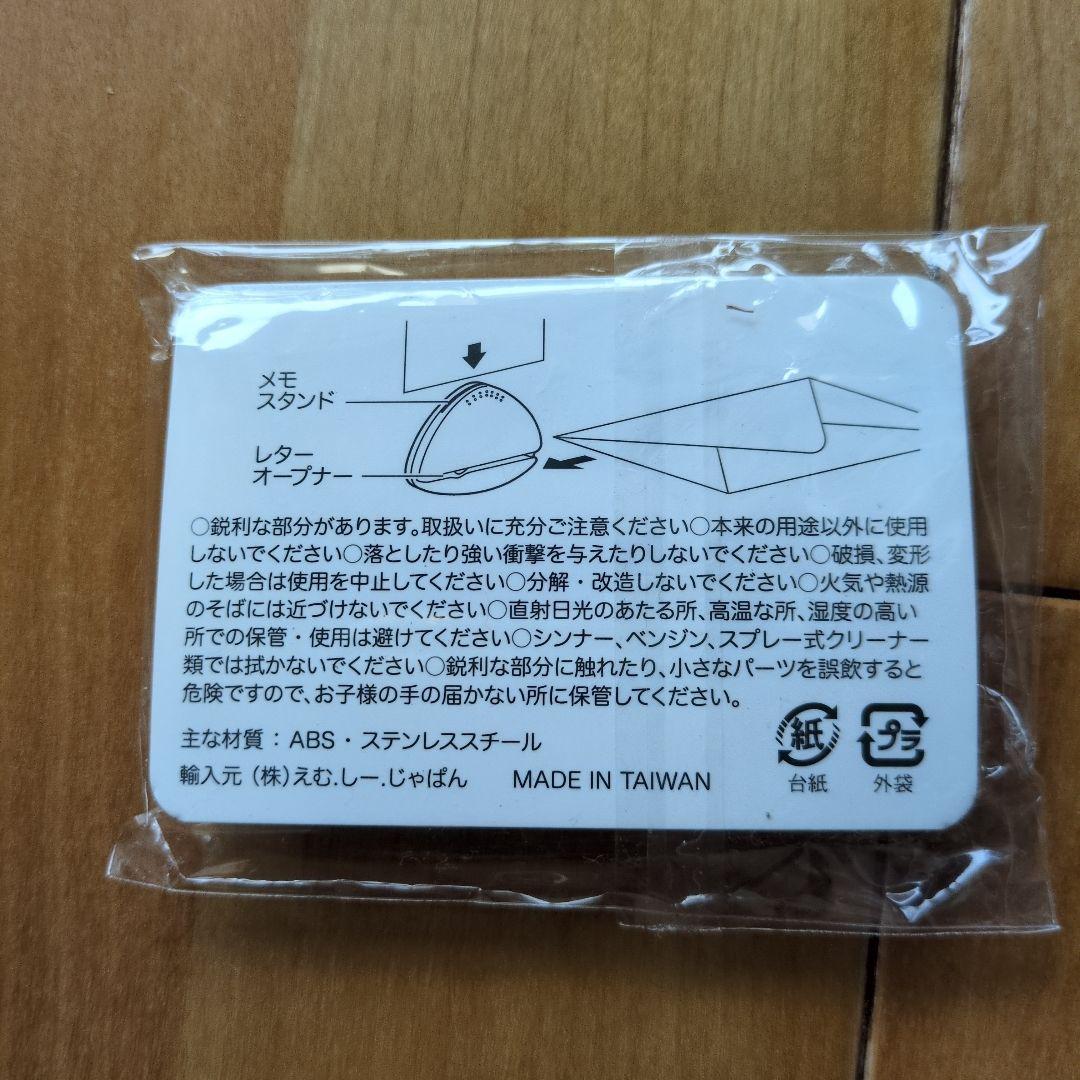 メモ
スタンド
レター
オープナー
○鋭利な部分があります。取扱いに充分ご注意ください○本来の用途以外に使用
しないでください○落としたり強い衝撃を与えたりしないでください○破損、変形
した場合は使用を中止してください○分解・改造しないでください○火気や熱源
のそばには近づけないでください○直射日光のあたる所、高温な所、湿度の高い
所での保管・使用は避けてください○シンナー、ベンジン、スプレー式クリーナー
類では拭かないでください○鋭利な部分に触れたり、小さなパーツを誤飲すると
危険ですので、お子様の手の届かない所に保管してください。
主な材質：ABS・ステンレススチール
輸入元（株）えむ.しー.じゃぱん MADE IN TAIWAN
紙
台紙
プラ
外袋